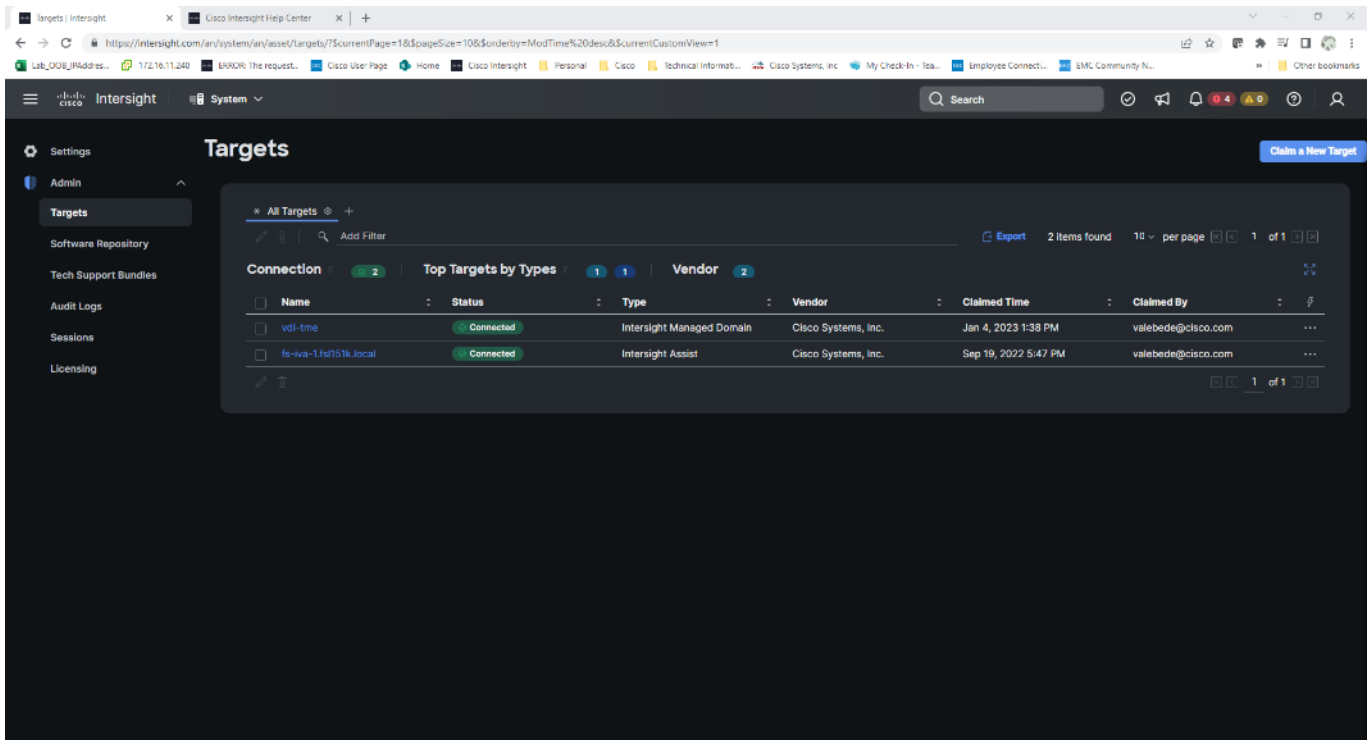 Targets | Intersight
Cisco Intersight Help Center
https://intersight.com/an/system/an/asset/targets/?$currentPage=1&$pageSize=10&$orderby=ModTime%20desc&$currentCustomView=1
Lab_OOB_IPAddres... 172.16.11.240 ERROR: The request... Cisco User Page Home Cisco Intersight Personal Cisco Technical Informati... Cisco Systems, Inc My Check-In - Tea... Employee Connecti... EMC Community N... » Other bookmarks
cisco Intersight System Search 4 0
Settings
Admin
Targets
Software Repository
Tech Support Bundles
Audit Logs
Sessions
Licensing
Targets
Claim a New Target
All Targets
Add Filter Export 2 items found 10 per page 1 of 1
Connection 2 Top Targets by Types 1 1 Vendor 2
Name Status Type Vendor Claimed Time Claimed By
vdi-tme Connected Intersight Managed Domain Cisco Systems, Inc. Jan 4, 2023 1:38 PM valebede@cisco.com
fs-iva-1.fsl151k.local Connected Intersight Assist Cisco Systems, Inc. Sep 19, 2022 5:47 PM valebede@cisco.com
1 of 1